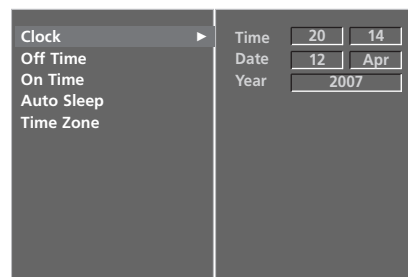 Clock ►
Off Time
On Time
Auto Sleep
Time Zone
Time 20 14
Date 12 Apr
Year 2007